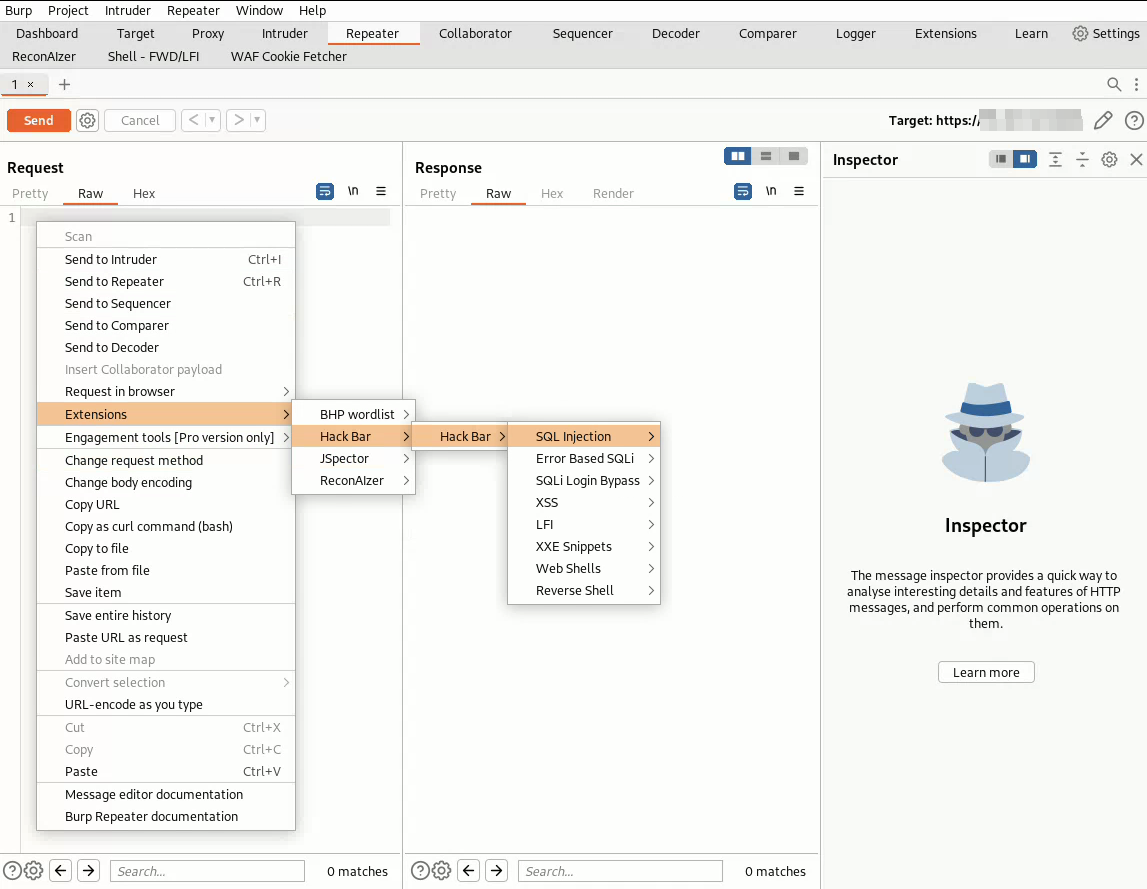 Burp Project Intruder Repeater Window Help
Dashboard Target Proxy Intruder Repeater Collaborator Sequencer Decoder Comparer Logger Extensions Learn Settings
ReconAIzer Shell - FWD/LFI WAF Cookie Fetcher
1 × +
Send Cancel < > Target: https:/
Request
Pretty Raw Hex \n
1
Scan
Send to Intruder Ctrl+I
Send to Repeater Ctrl+R
Send to Sequencer
Send to Comparer
Send to Decoder
Insert Collaborator payload
Request in browser >
Extensions >
Engagement tools [Pro version only] >
Change request method
Change body encoding
Copy URL
Copy as curl command (bash)
Copy to file
Paste from file
Save item
Save entire history
Paste URL as request
Add to site map
Convert selection >
URL-encode as you type
Cut Ctrl+X
Copy Ctrl+C
Paste Ctrl+V
Message editor documentation
Burp Repeater documentation
BHP wordlist >
Hack Bar >
JSpector >
ReconAIzer >
Hack Bar >
SQL Injection >
Error Based SQLi >
SQLi Login Bypass >
XSS >
LFI >
XXE Snippets >
Web Shells >
Reverse Shell >
? Search... 0 matches
Response
Pretty Raw Hex Render \n
? Search... 0 matches
Inspector
Inspector
The message inspector provides a quick way to
analyse interesting details and features of HTTP
messages, and perform common operations on
them.
Learn more